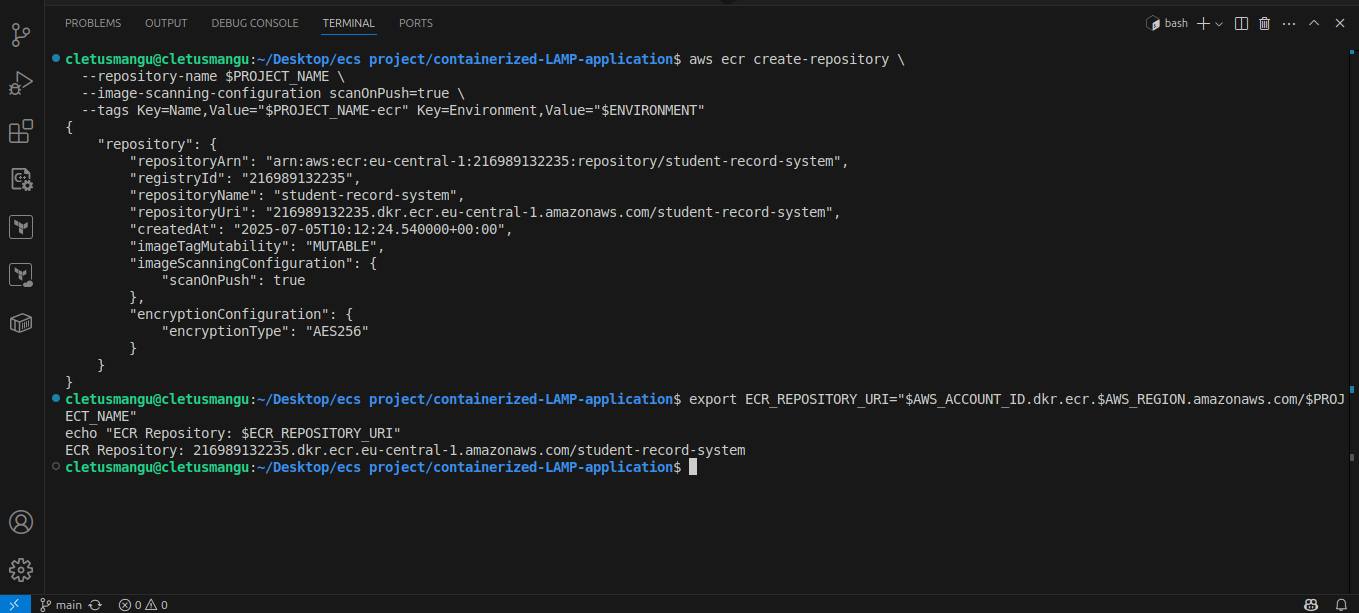 PROBLEMS OUTPUT DEBUG CONSOLE TERMINAL PORTS bash
cletusmangu@cletusmangu:~/Desktop/ecs project/containerized-LAMP-application$ aws ecr create-repository \
  --repository-name $PROJECT_NAME \
  --image-scanning-configuration scanOnPush=true \
  --tags Key=Name,Value="$PROJECT_NAME-ecr" Key=Environment,Value="$ENVIRONMENT"
{
    "repository": {
        "repositoryArn": "arn:aws:ecr:eu-central-1:216989132235:repository/student-record-system",
        "registryId": "216989132235",
        "repositoryName": "student-record-system",
        "repositoryUri": "216989132235.dkr.ecr.eu-central-1.amazonaws.com/student-record-system",
        "createdAt": "2025-07-05T10:12:24.540000+00:00",
        "imageTagMutability": "MUTABLE",
        "imageScanningConfiguration": {
            "scanOnPush": true
        },
        "encryptionConfiguration": {
            "encryptionType": "AES256"
        }
    }
}
cletusmangu@cletusmangu:~/Desktop/ecs project/containerized-LAMP-application$ export ECR_REPOSITORY_URI="$AWS_ACCOUNT_ID.dkr.ecr.$AWS_REGION.amazonaws.com/$PROJ
ECT_NAME"
echo "ECR Repository: $ECR_REPOSITORY_URI"
ECR Repository: 216989132235.dkr.ecr.eu-central-1.amazonaws.com/student-record-system
cletusmangu@cletusmangu:~/Desktop/ecs project/containerized-LAMP-application$
main 0 0